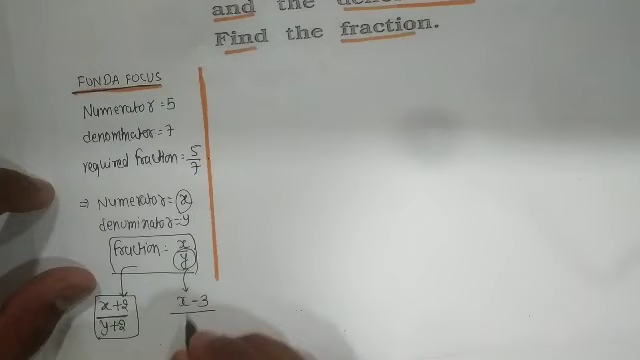 and the
Find the fraction.
FUNDA FOCUS
Numerator = 5
denominator = 7
required fraction = 5/7
⇒ Numerator = x
denuminator = y
fraction = x/y
x+2/y+2
x-3